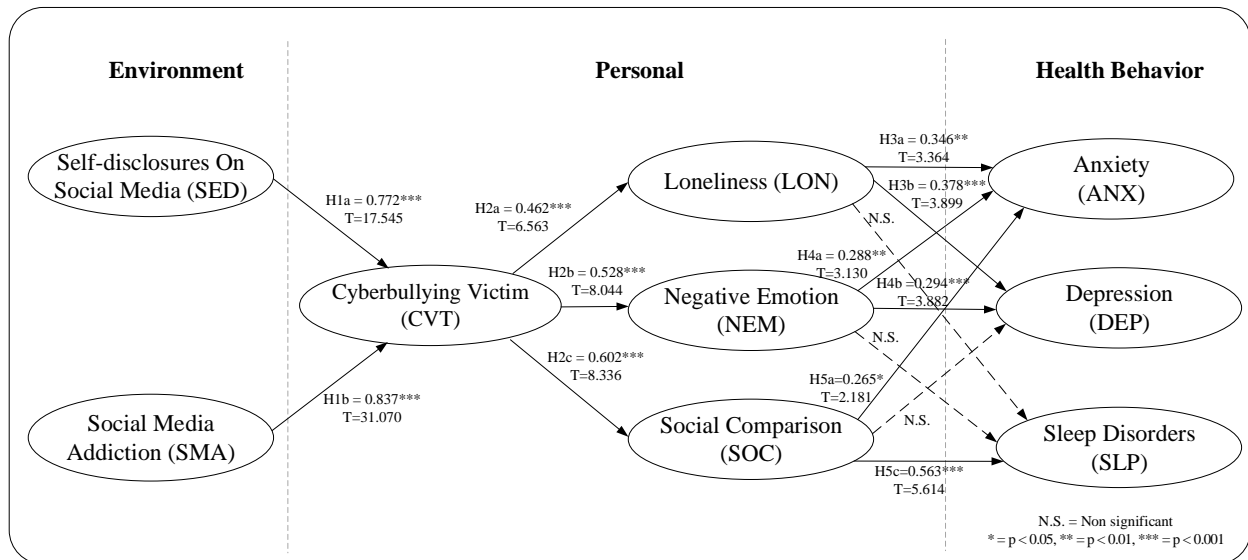 Environment
Personal
Health Behavior
Self-disclosures On
Social Media (SED)
H1a = 0.772***
T=17.545
Cyberbullying Victim
(CVT)
H1b = 0.837***
T=31.070
Social Media
Addiction (SMA)
H2a = 0.462***
T=6.563
H2b = 0.528***
T=8.044
H2c = 0.602***
T=8.336
Loneliness (LON)
Negative Emotion
(NEM)
Social Comparison
(SOC)
H3a = 0.346**
T=3.364
H3b = 0.378***
T=3.899
N.S.
H4a = 0.288**
T=3.130
H4b = 0.294***
T=3.882
N.S.
H5a=0.265*
T=2.181
N.S.
H5c=0.563***
T=5.614
Anxiety
(ANX)
Depression
(DEP)
Sleep Disorders
(SLP)
N.S. = Non significant
* = p < 0.05, ** = p < 0.01, *** = p < 0.001